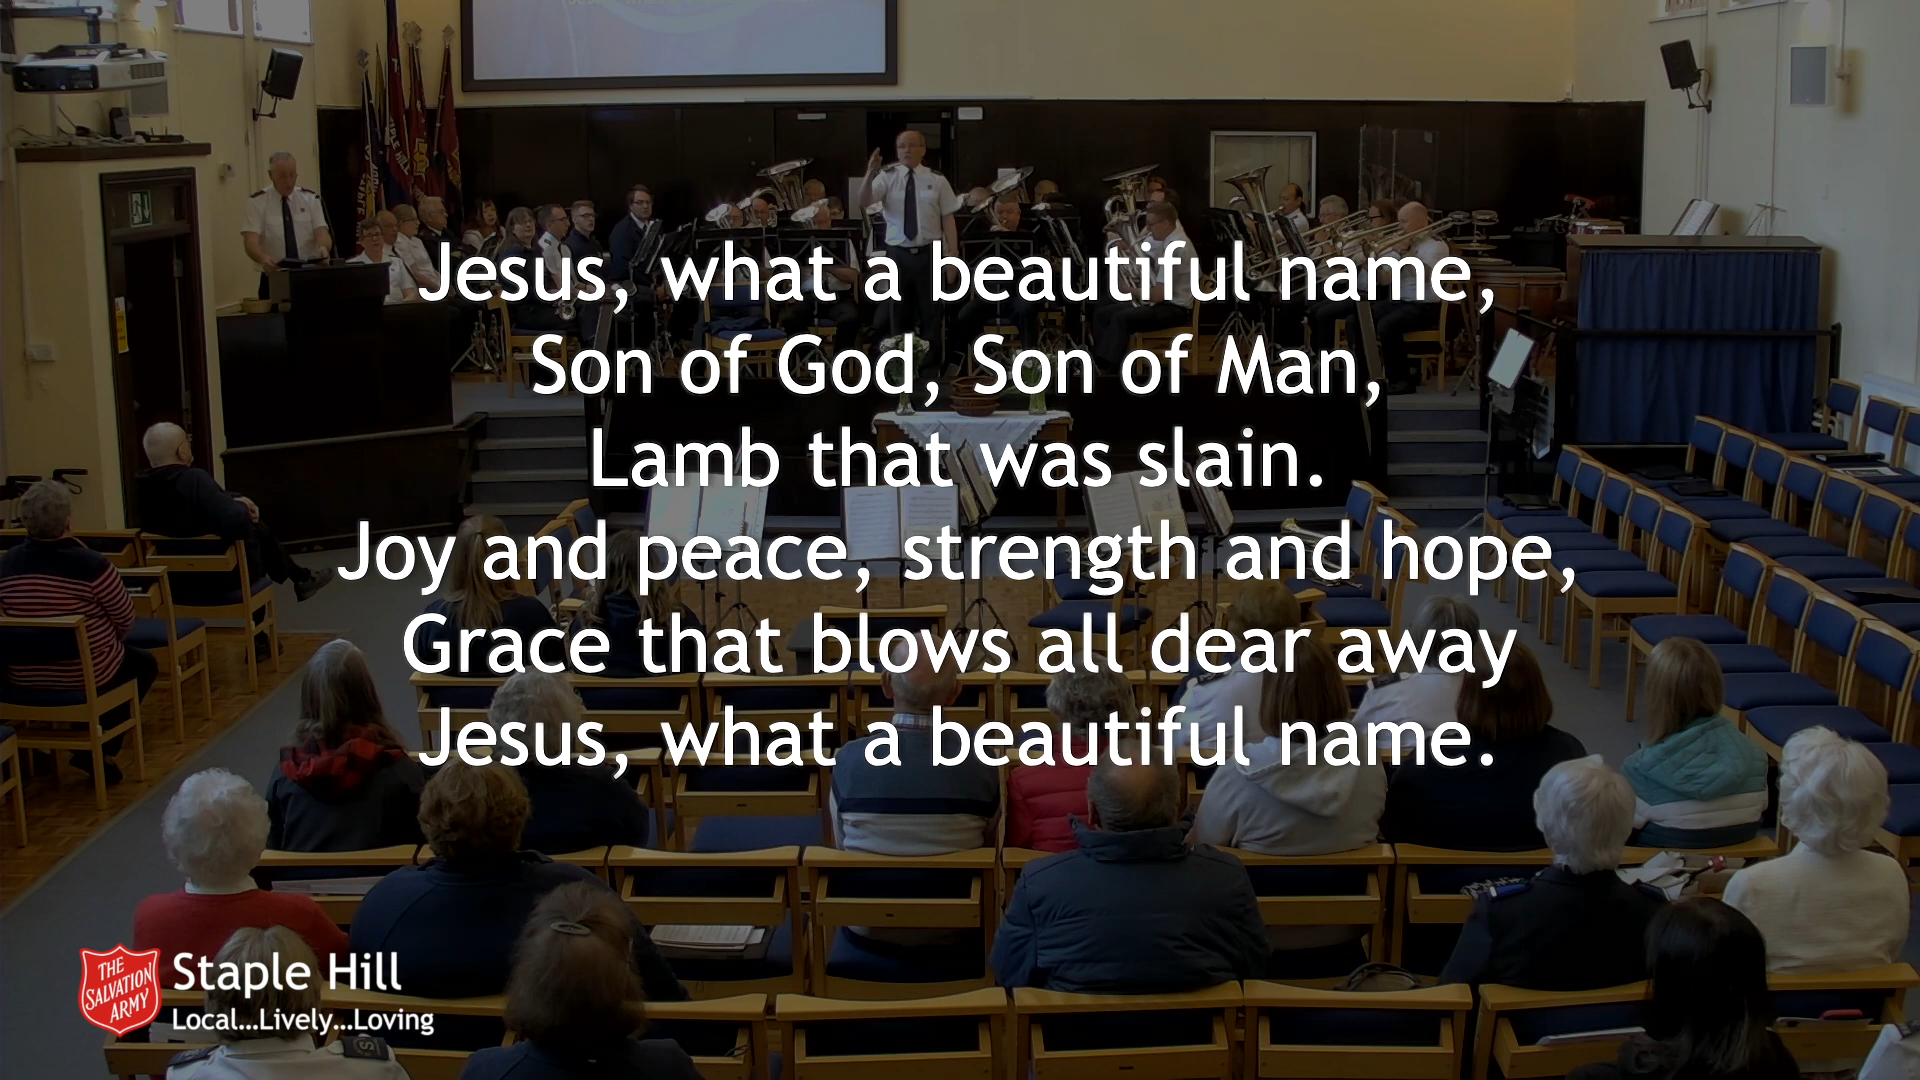 Jesus, what a beautiful name,
Son of God, Son of Man,
Lamb that was slain.
Joy and peace, strength and hope,
Grace that blows all dear away
Jesus, what a beautiful name.
THE
SALVATION
ARMY
Staple Hill
Local...Lively...Loving